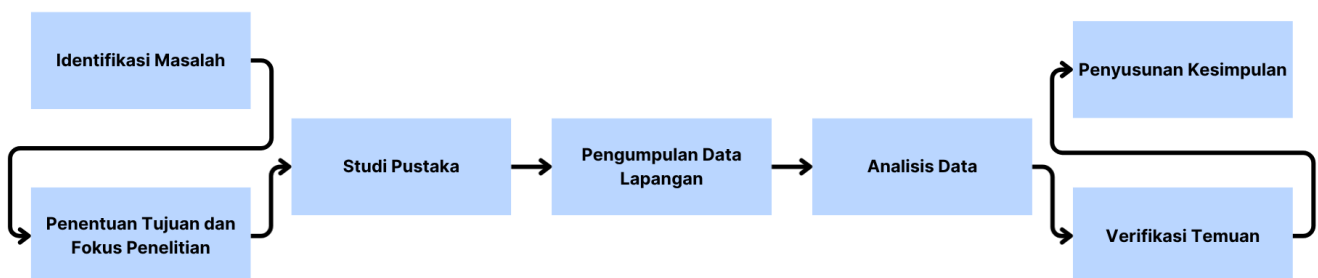 Identifikasi Masalah
Penentuan Tujuan dan
Fokus Penelitian
Studi Pustaka
Pengumpulan Data
Lapangan
Analisis Data
Verifikasi Temuan
Penyusunan Kesimpulan